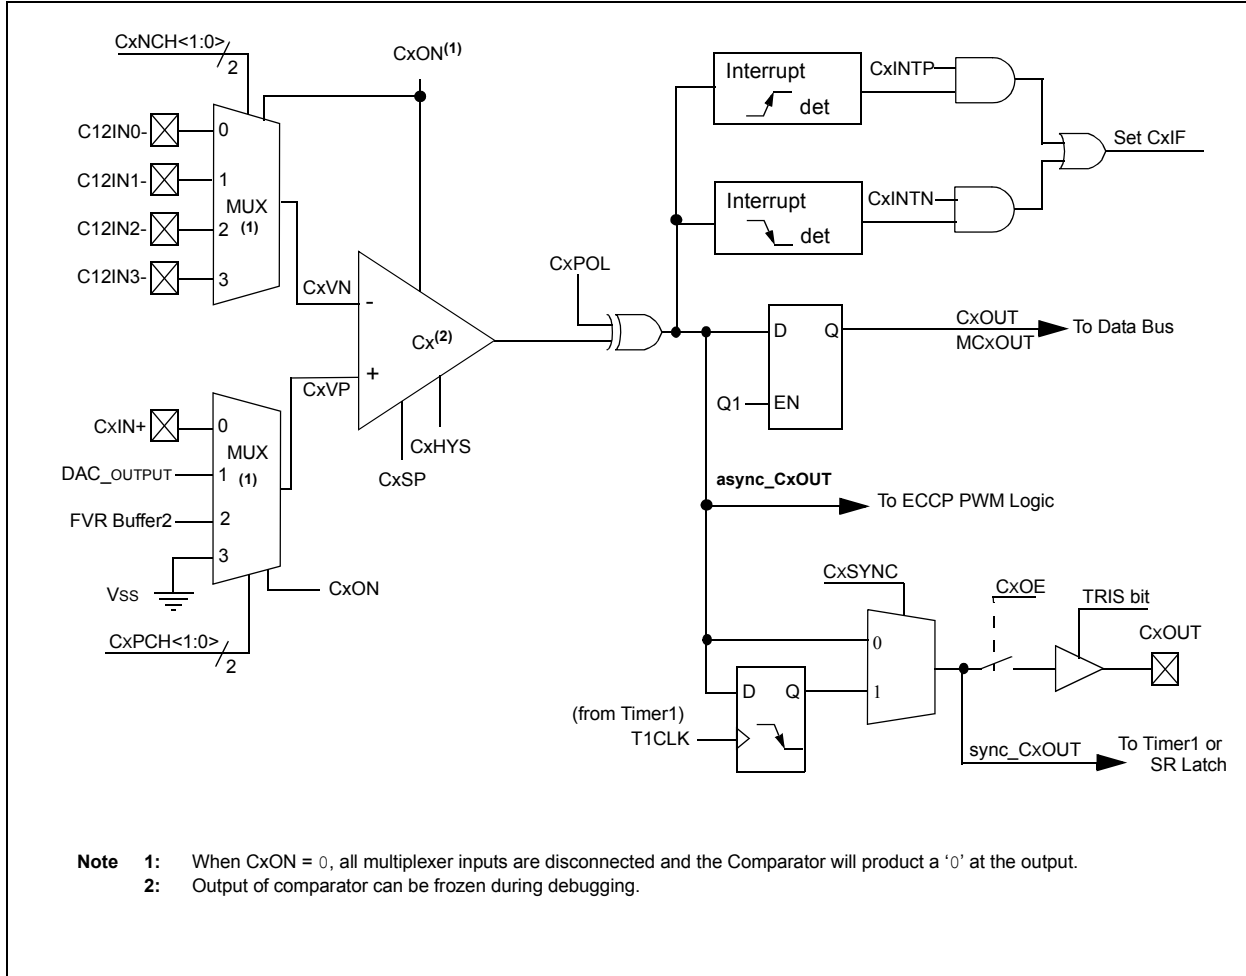 CxNCH<1:0>
2
CxON(1)
C12IN0-
0
C12IN1-
1
MUX
(1)
C12IN2-
2
C12IN3-
3
CxVN
-
Cx(2)
CxVP
+
CxIN+
0
MUX
(1)
DAC_OUTPUT
1
FVR Buffer2
2
3
Vss
CxON
CxPCH<1:0>
2
CxHYS
CxSP
CxPOL
Interrupt
det
CxINTP
Interrupt
det
CxINTN
Set CxIF
D
Q
Q1
EN
CxOUT
MCxOUT
To Data Bus
async_CxOUT
To ECCP PWM Logic
CxSYNC
0
1
D
Q
(from Timer1)
T1CLK
CxOE
TRIS bit
CxOUT
sync_CxOUT
To Timer1 or
SR Latch
Note 1: When CxON = 0, all multiplexer inputs are disconnected and the Comparator will product a ‘0’ at the output.
2: Output of comparator can be frozen during debugging.